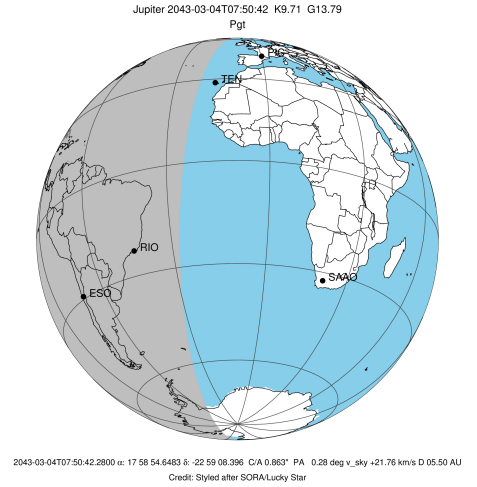 Jupiter 2043-03-04T07:50:42 K9.71 G13.79
Pgt
PIC
TEN
RIO
SAAO
ESO
2043-03-04T07:50:42.2800 α: 17 58 54.6483 δ: -22 59 08.396 C/A 0.863" PA 0.28 deg v_sky +21.76 km/s D 05.50 AU
Credit: Styled after SORA/Lucky Star